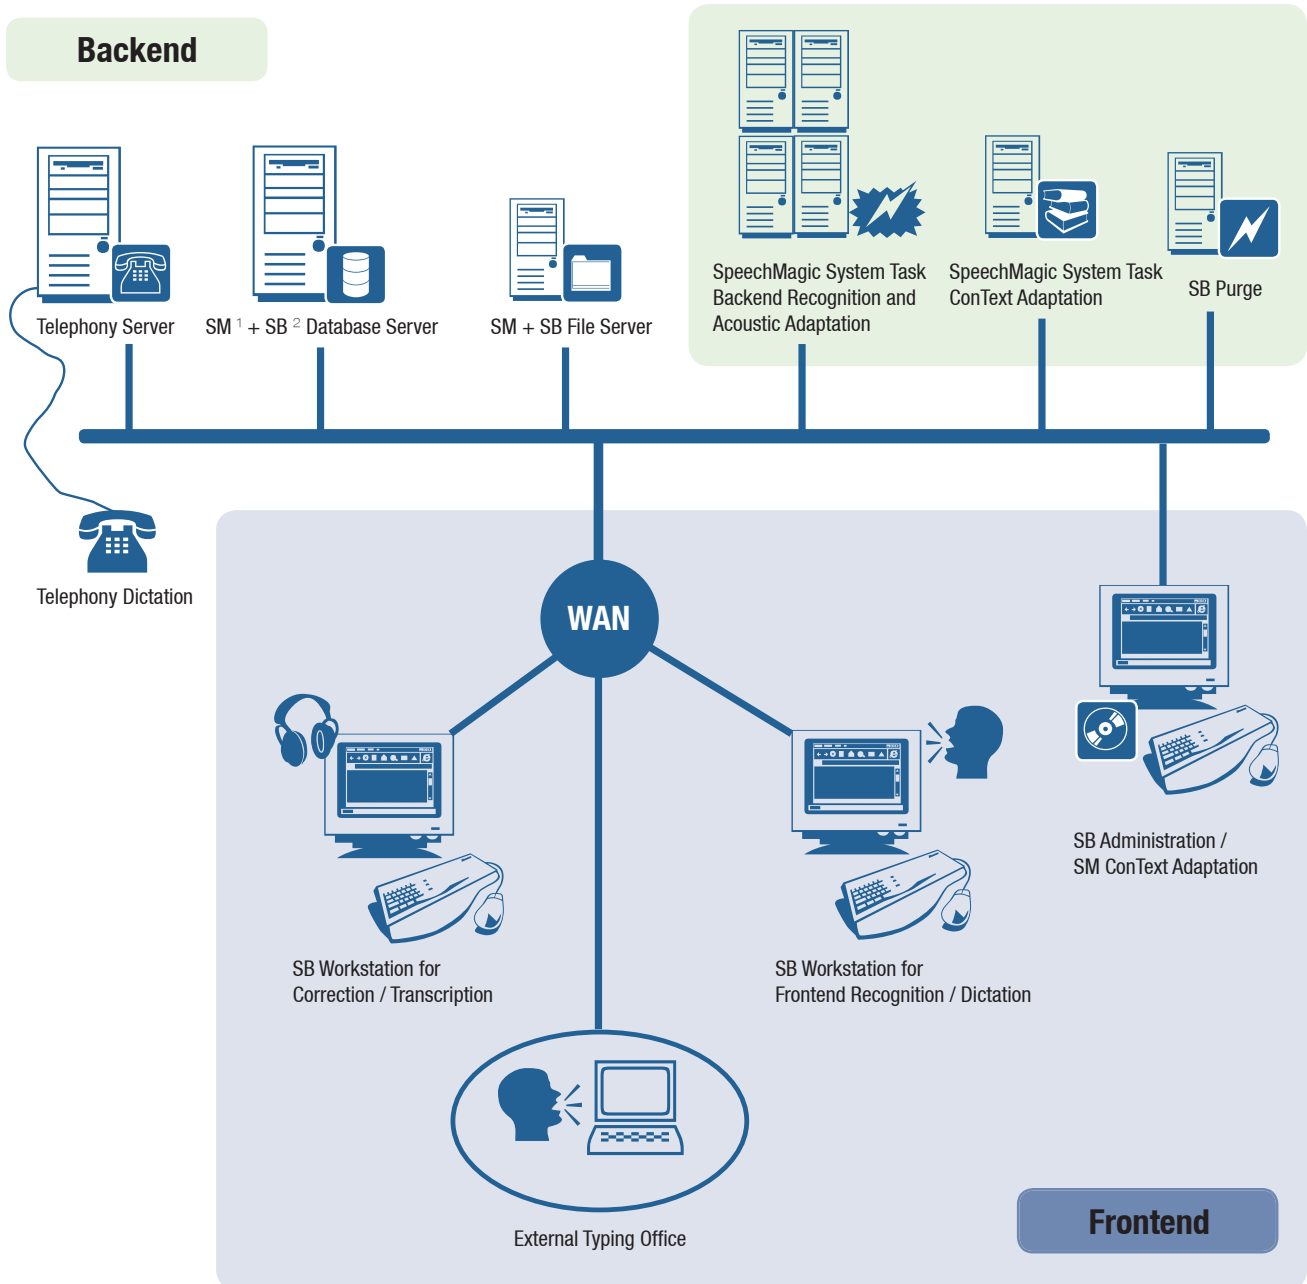 Backend
SpeechMagic System Task
Backend Recognition and
Acoustic Adaptation
SpeechMagic System Task
ConText Adaptation
SB Purge
Telephony Server
SM 1 + SB 2 Database Server
SM + SB File Server
Telephony Dictation
WAN
SB Workstation for
Correction / Transcription
SB Workstation for
Frontend Recognition / Dictation
SB Administration /
SM ConText Adaptation
External Typing Office
Frontend